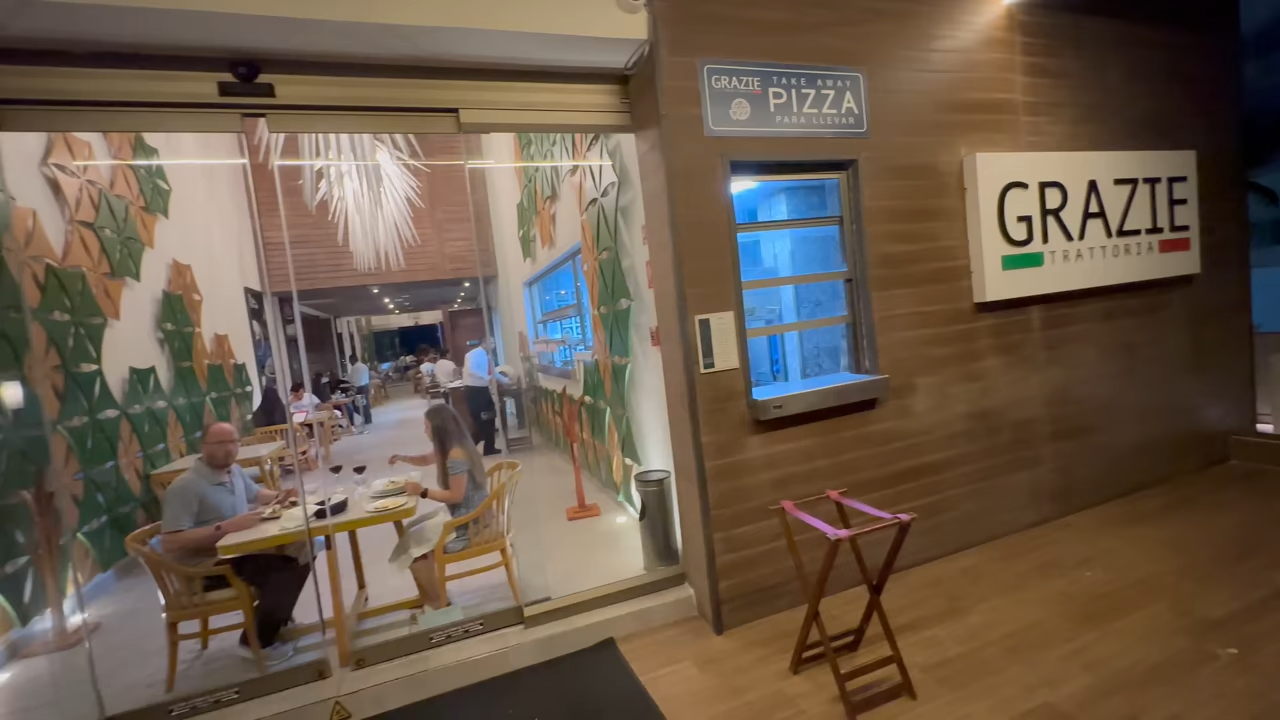 GRAZIE
TAKE AWAY
PIZZA
PARA LLEVAR
GRAZIE
TRATTORIA